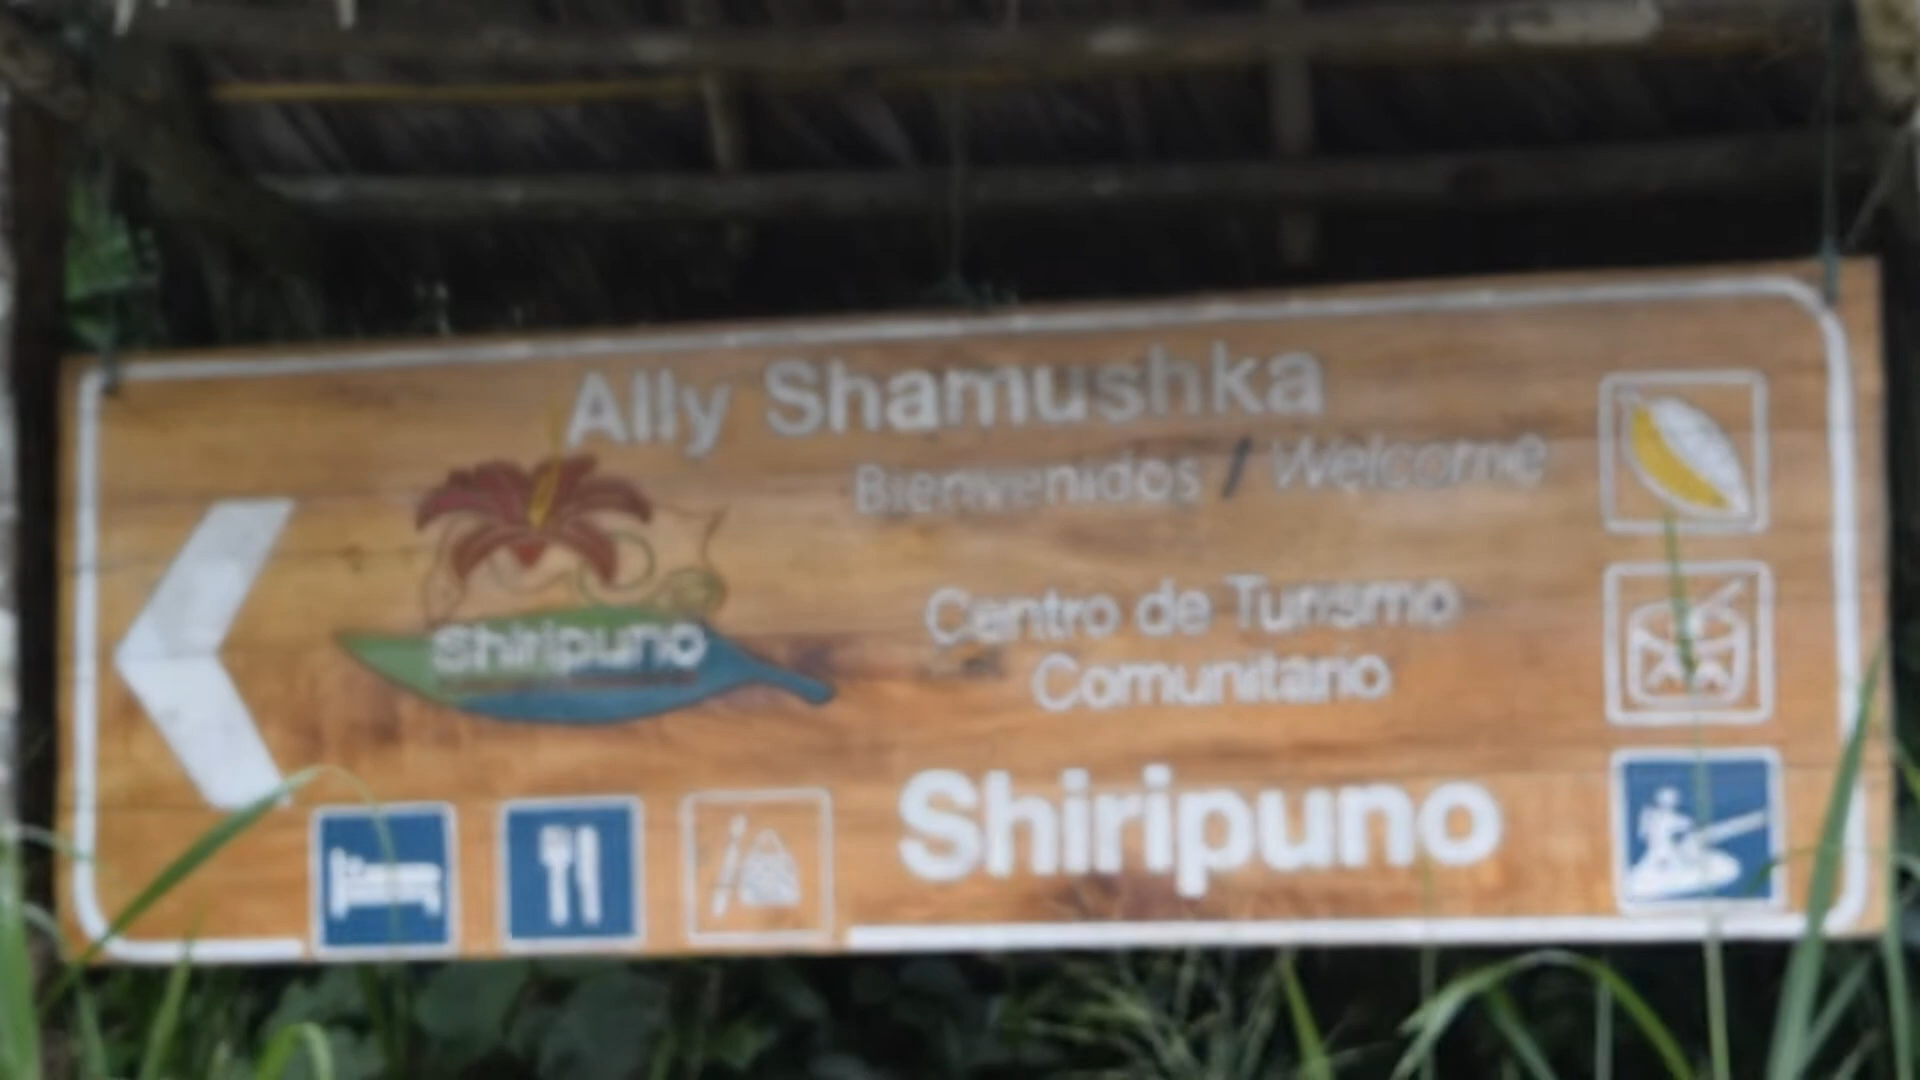 Ally Shamushka
Bienvenidos / Welcome
Shiripuno
Centro de Turismo
Comunitario
Shiripuno